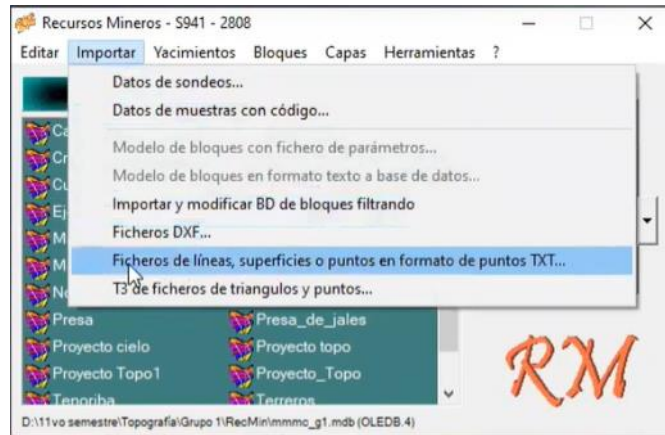 Recursos Mineros - S941 - 2808
Editar Importar Yacimientos Bloques Capas Herramientas ?
Datos de sondeos...
Datos de muestras con código...
Modelo de bloques con fichero de parámetros...
Modelo de bloques en formato texto a base de datos...
Importar y modificar BD de bloques filtrando
Ficheros DXF...
Ficheros de líneas, superficies o puntos en formato de puntos TXT...
T3 de ficheros de triangulos y puntos...
Presa Presa_de_jales
Proyecto cielo Proyecto topo
Proyecto Topo1 Proyecto_Topo
Tenoriba Terreros
RM
D:\11vo semestre\Topografía\Grupo 1\RecMin\mmmc_g1.mdb (OLEDB.4)